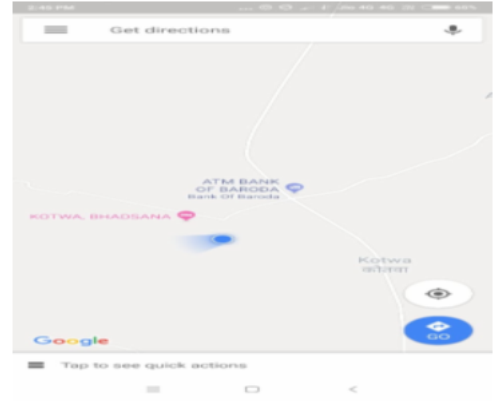 Get directions
ATM BANK
OF BARODA
Bank Of Baroda
KOTWA, BHADSANA
Kotwa
Google
GO
Tap to see quick actions